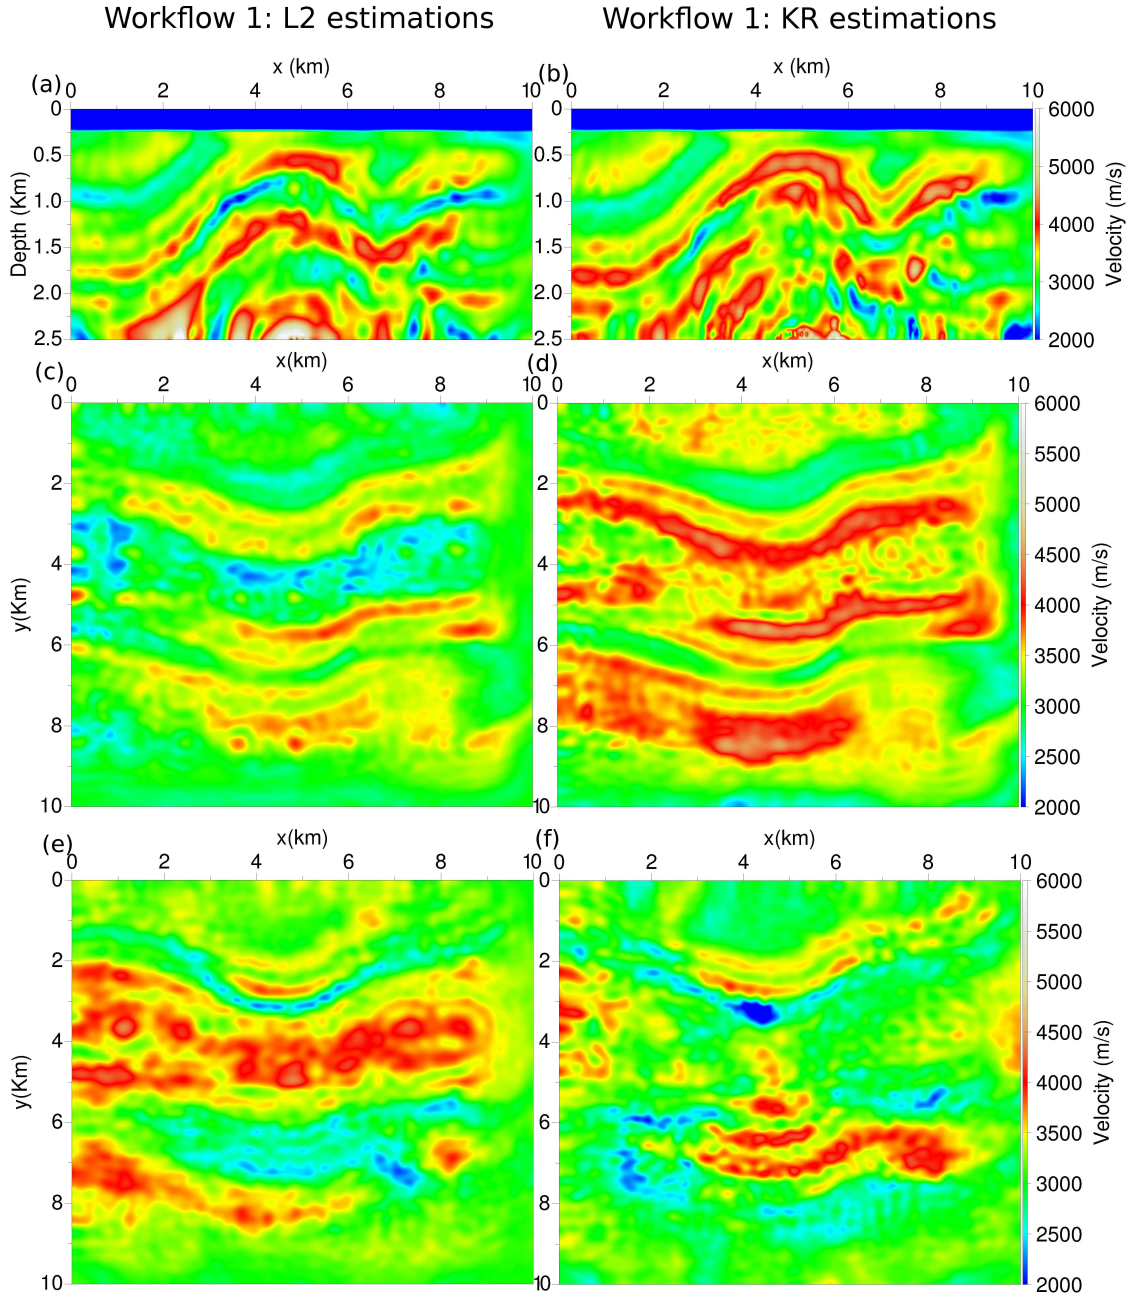 Workflow 1: L2 estimations
Workflow 1: KR estimations
(a)
x (km)
0 2 4 6 8 10
Depth (Km)
0
0.5
1.0
1.5
2.0
2.5
(b)
x (km)
0 2 4 6 8 10
0
0.5
1.0
1.5
2.0
2.5
6000
5000
4000
3000
2000
Velocity (m/s)
(c)
x(km)
0 2 4 6 8 10
y(Km)
0
2
4
6
8
10
(d)
x(km)
0 2 4 6 8 10
0
2
4
6
8
10
6000
5500
5000
4500
4000
3500
3000
2500
2000
Velocity (m/s)
(e)
x(km)
0 2 4 6 8 10
y(Km)
0
2
4
6
8
10
(f)
x(km)
0 2 4 6 8 10
0
2
4
6
8
10
6000
5500
5000
4500
4000
3500
3000
2500
2000
Velocity (m/s)